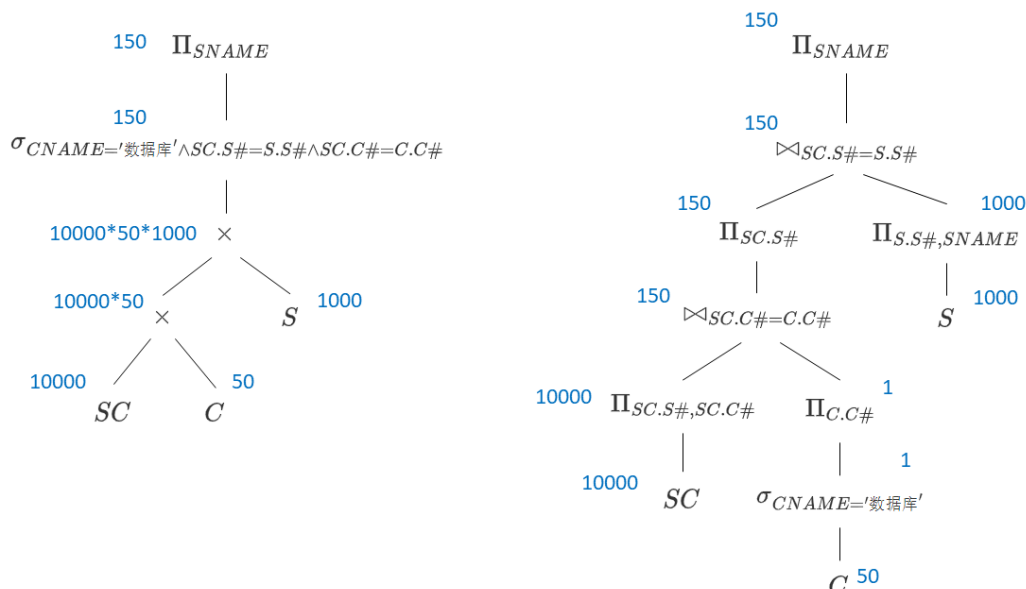 150 Π_SNAME
150
σ_CNAME='数据库'∧SC.S#=S.S#∧SC.C#=C.C#
10000*50*1000 ×
10000*50 ×
S 1000
10000 SC
C 50
150
Π_SNAME
150
⋈_SC.S#=S.S#
150
Π_SC.S#
1000
Π_S.S#,SNAME
150 ⋈_SC.C#=C.C#
S 1000
10000 Π_SC.S#,SC.C#
Π_C.C# 1
10000 SC
1
σ_CNAME='数据库'
C 50